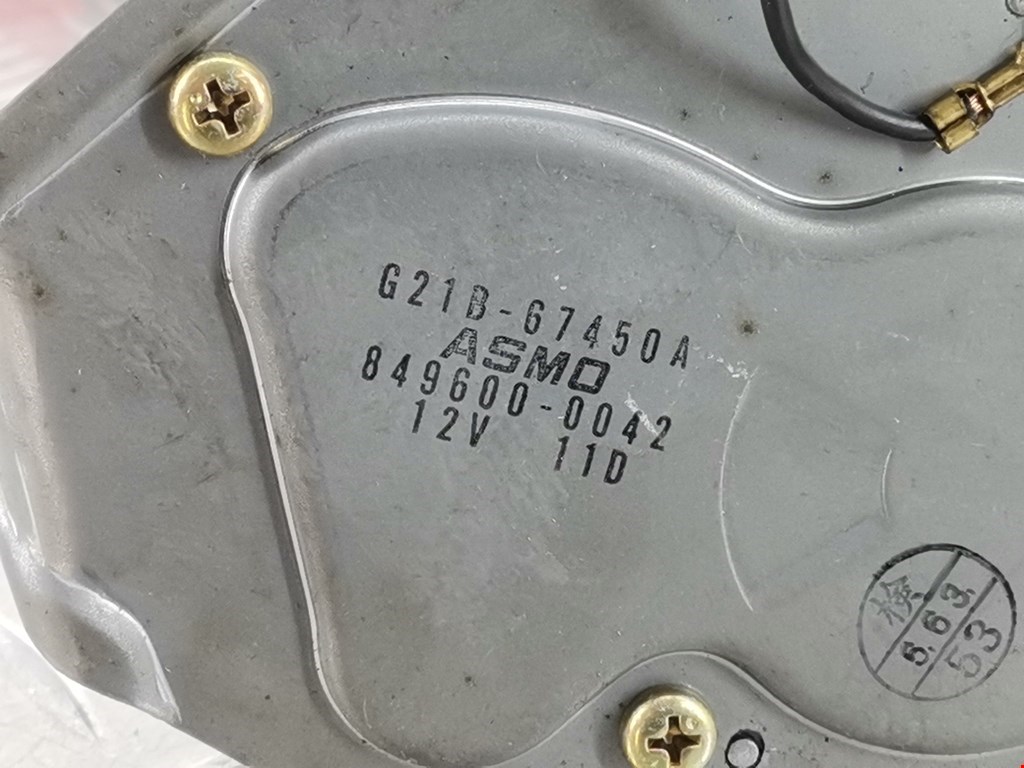 G21B-67450A
ASMO
849600-0042
12V 11D
検
5.63.
53